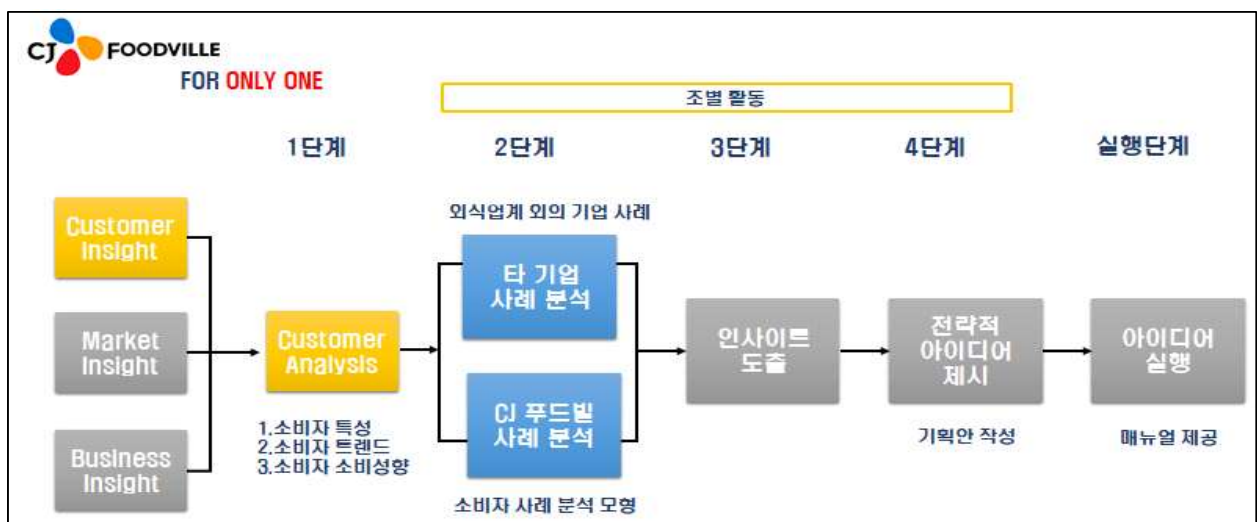 CJ FOODVILLE
FOR ONLY ONE
조별 활동
1단계
2단계
3단계
4단계
실행단계
Customer
Insight
Market
Insight
Business
Insight
Customer
Analysis
1.소비자 특성
2.소비자 트렌드
3.소비자 소비성향
외식업계 외의 기업 사례
타 기업
사례 분석
CJ 푸드빌
사례 분석
소비자 사례 분석 모형
인사이트
도출
전략적
아이디어
제시
기획안 작성
아이디어
실행
매뉴얼 제공